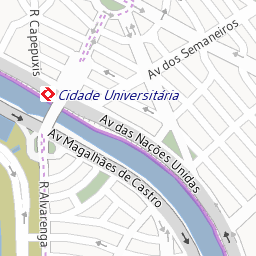 R Capepuxis
Av dos Semaneiros
Cidade Universitária
Av das Nações Unidas
Av Magalhães de Castro
R Alvarenga